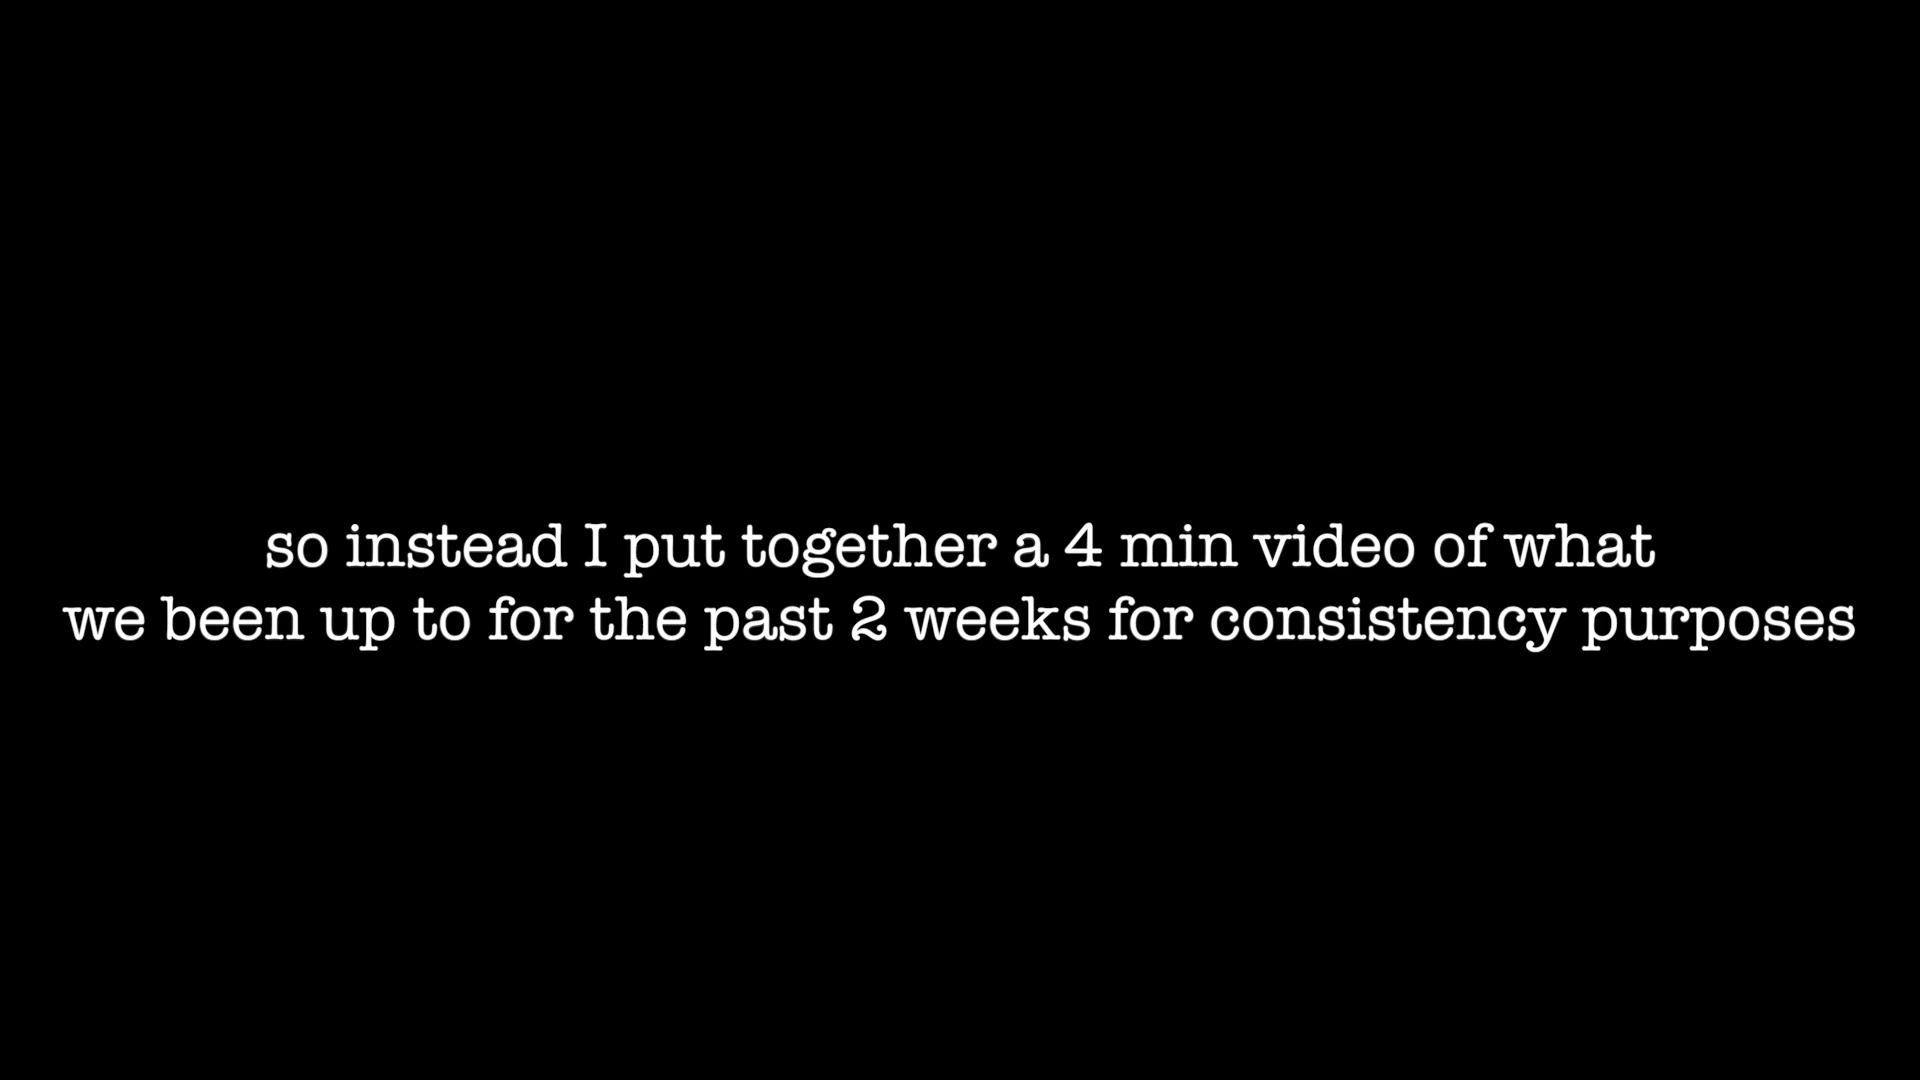 so instead I put together a 4 min video of what
we been up to for the past 2 weeks for consistency purposes